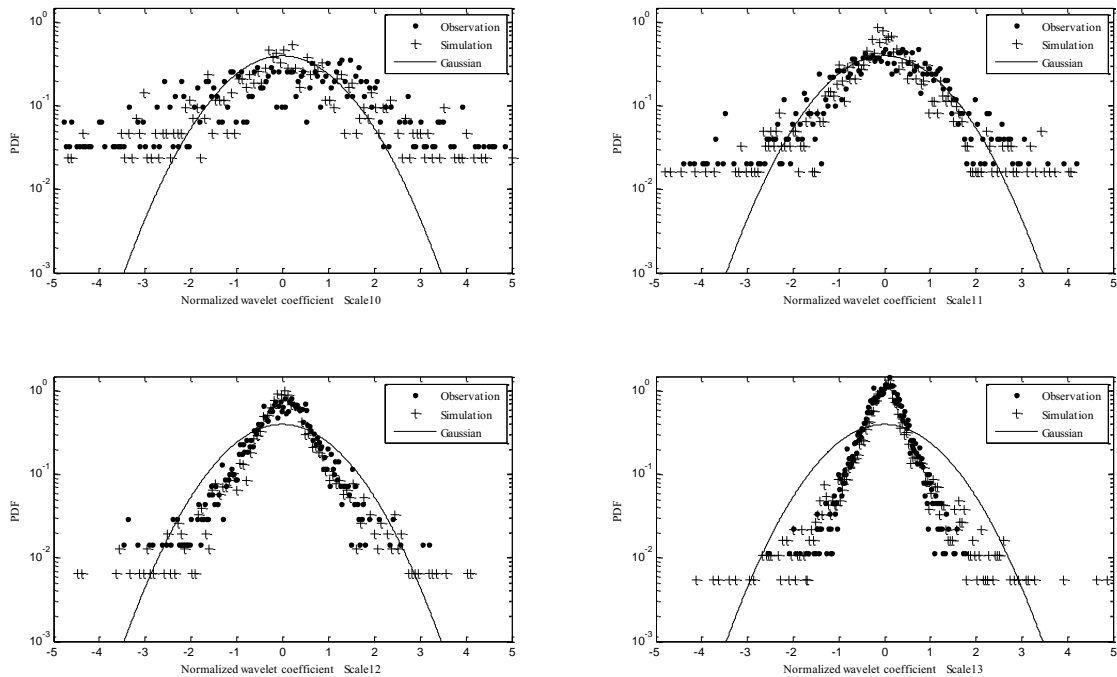 10^0
10^-1
10^-2
10^-3
PDF
-5 -4 -3 -2 -1 0 1 2 3 4 5
Normalized wavelet coefficient Scale10
Observation
Simulation
Gaussian
10^0
10^-1
10^-2
10^-3
PDF
-5 -4 -3 -2 -1 0 1 2 3 4 5
Normalized wavelet coefficient Scale11
Observation
Simulation
Gaussian
10^0
10^-1
10^-2
10^-3
PDF
-5 -4 -3 -2 -1 0 1 2 3 4 5
Normalized wavelet coefficient Scale12
Observation
Simulation
Gaussian
10^0
10^-1
10^-2
10^-3
PDF
-5 -4 -3 -2 -1 0 1 2 3 4 5
Normalized wavelet coefficient Scale13
Observation
Simulation
Gaussian